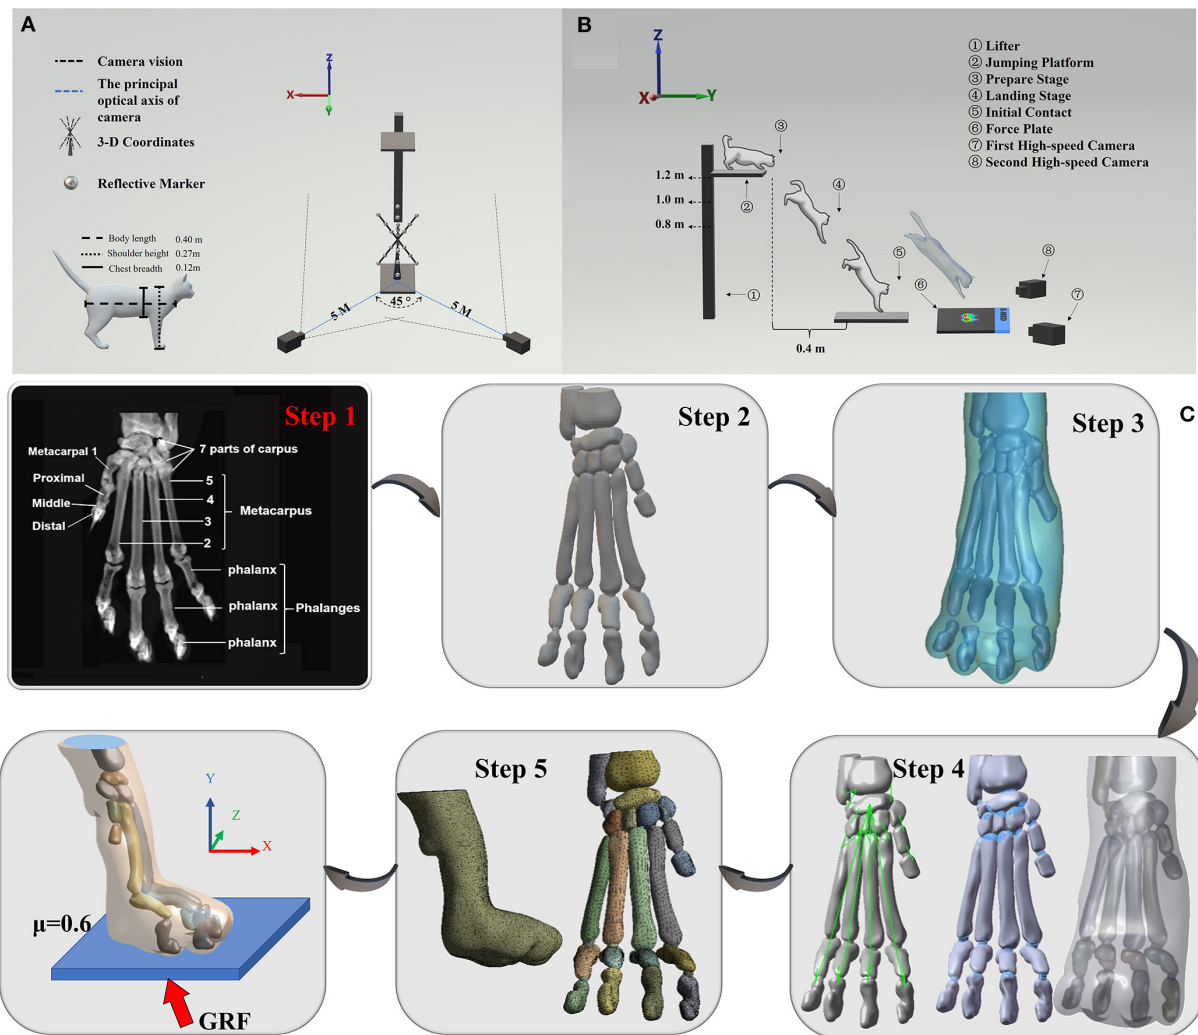 A
Camera vision
The principal
optical axis of
camera
3-D Coordinates
Reflective Marker
Body length 0.40 m
Shoulder height 0.27m
Chest breadth 0.12m
Z
X
Y
5 M
45 °
5 M
B
Z
X
Y
① Lifter
② Jumping Platform
③ Prepare Stage
④ Landing Stage
⑤ Initial Contact
⑥ Force Plate
⑦ First High-speed Camera
⑧ Second High-speed Camera
③
1.2 m
1.0 m
0.8 m
②
④
⑤
①
⑥
⑧
⑦
0.4 m
C
Step 1
Metacarpal 1
Proximal
Middle
Distal
7 parts of carpus
5
4
3
2
Metacarpus
phalanx
phalanx
phalanx
Phalanges
Step 2
Step 3
Step 4
Step 5
Y
Z
X
μ=0.6
GRF